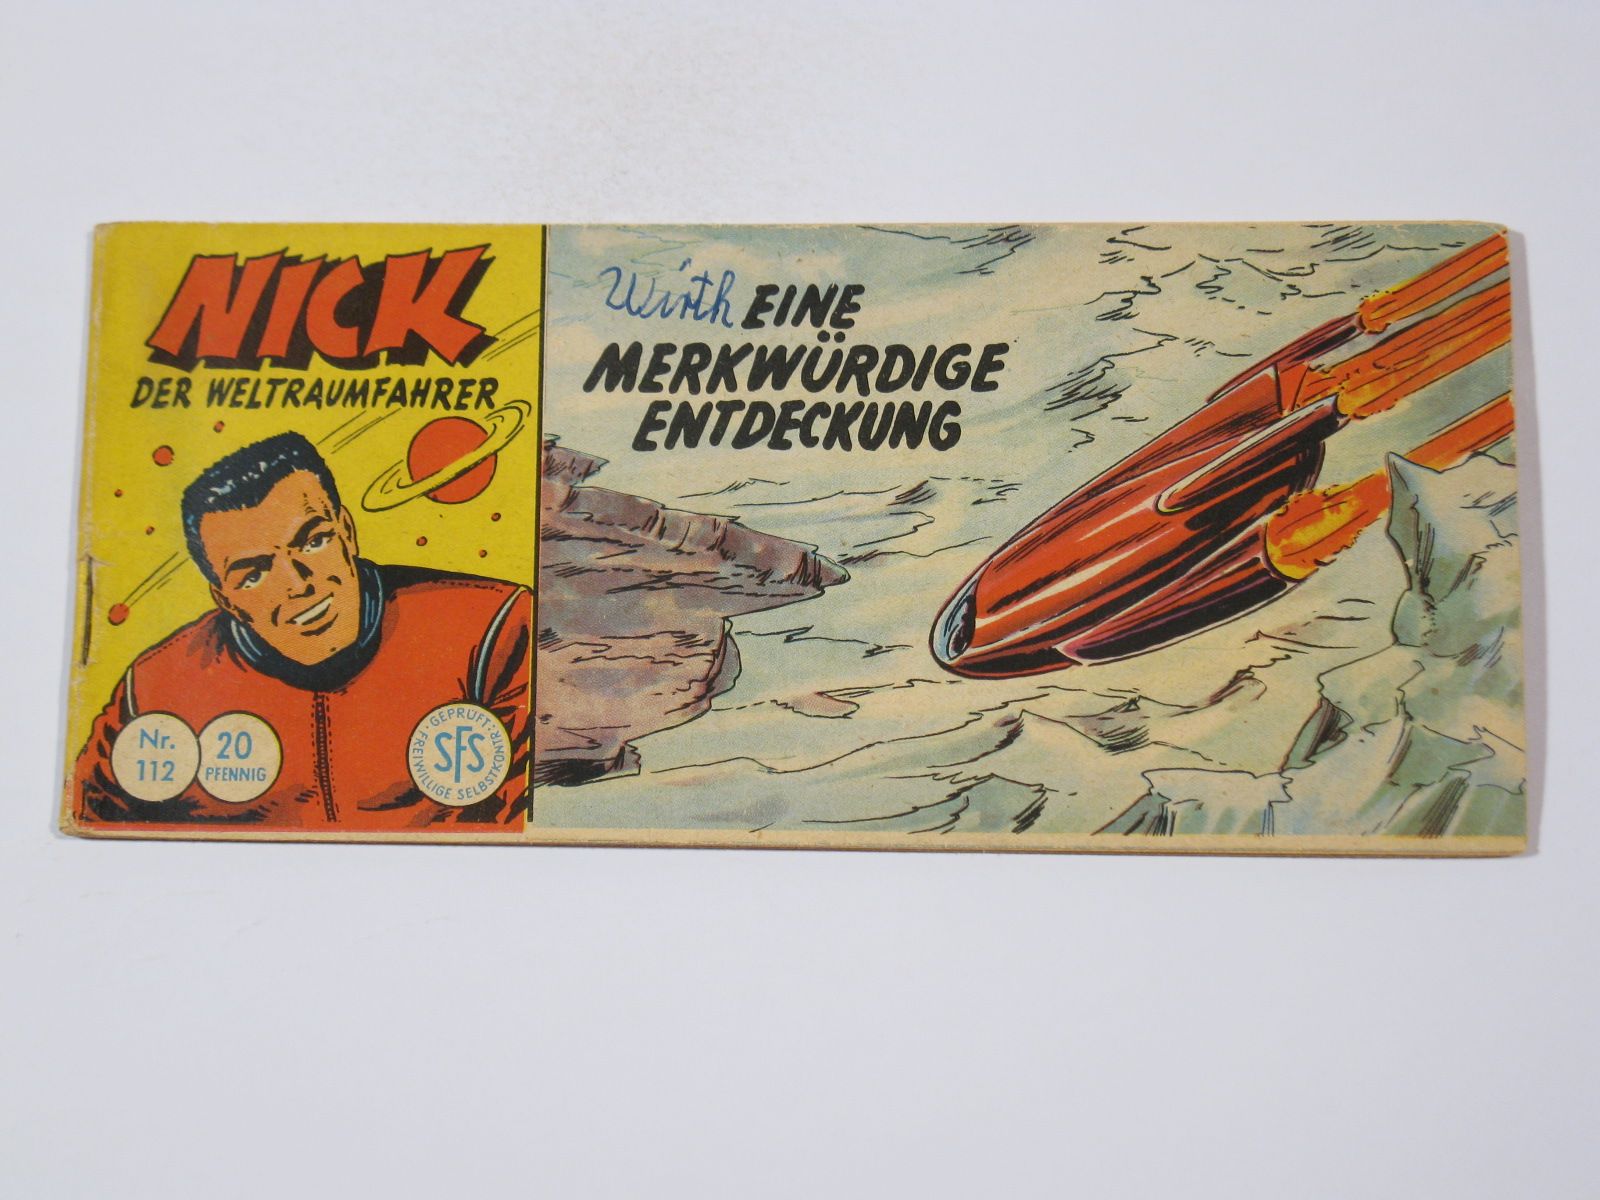 NICK
DER WELTRAUMFAHRER
Nr.
112
20
PFENNIG
GEPRÜFT:
SFS
FREIWILLIGE SELBSTKONTR.
Wirth EINE
MERKWÜRDIGE
ENTDECKUNG